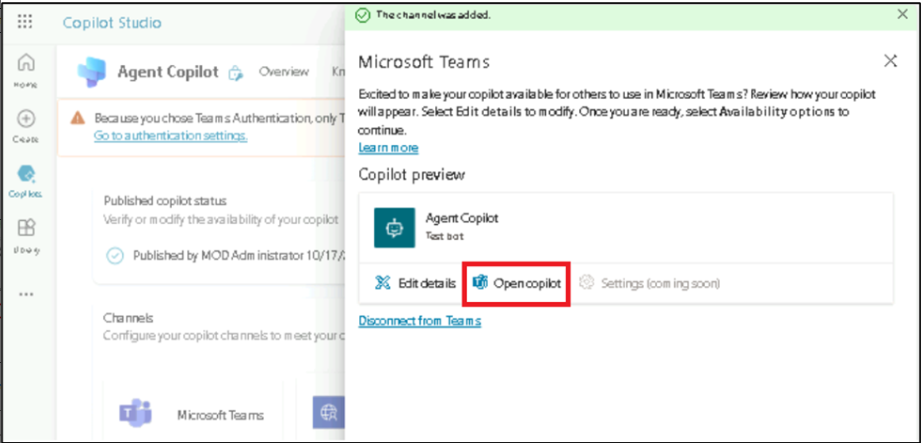 Copilot Studio
The channel was added.
Home
Create
Copilots
Library
Agent Copilot
Overview
Kn
Because you chose Teams Authentication, only T
Go to authentication settings.
Published copilot status
Verify or modify the availability of your copilot
Published by MOD Administrator 10/17/2
Channels
Configure your copilot channels to meet your c
Microsoft Teams
Microsoft Teams
Excited to make your copilot available for others to use in Microsoft Teams? Review how your copilot
will appear. Select Edit details to modify. Once you are ready, select Availability options to
continue.
Learn more
Copilot preview
Agent Copilot
Test bot
Edit details
Open copilot
Settings (coming soon)
Disconnect from Teams